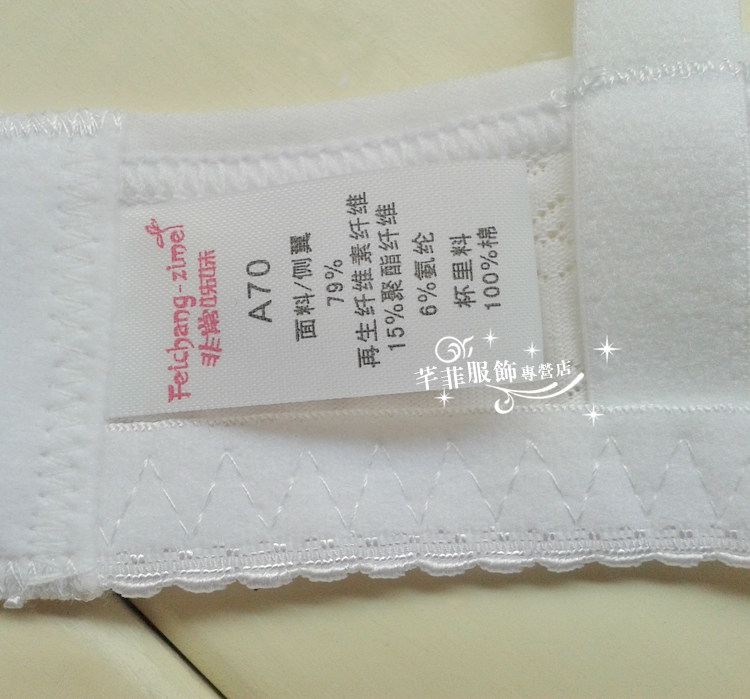 Feichang-zimei
非常姊妹
A70
面料/侧翼
79%
再生纤维素纤维
15%聚酯纤维
6%氨纶
杯里料
100%棉
芊菲服飾專營店